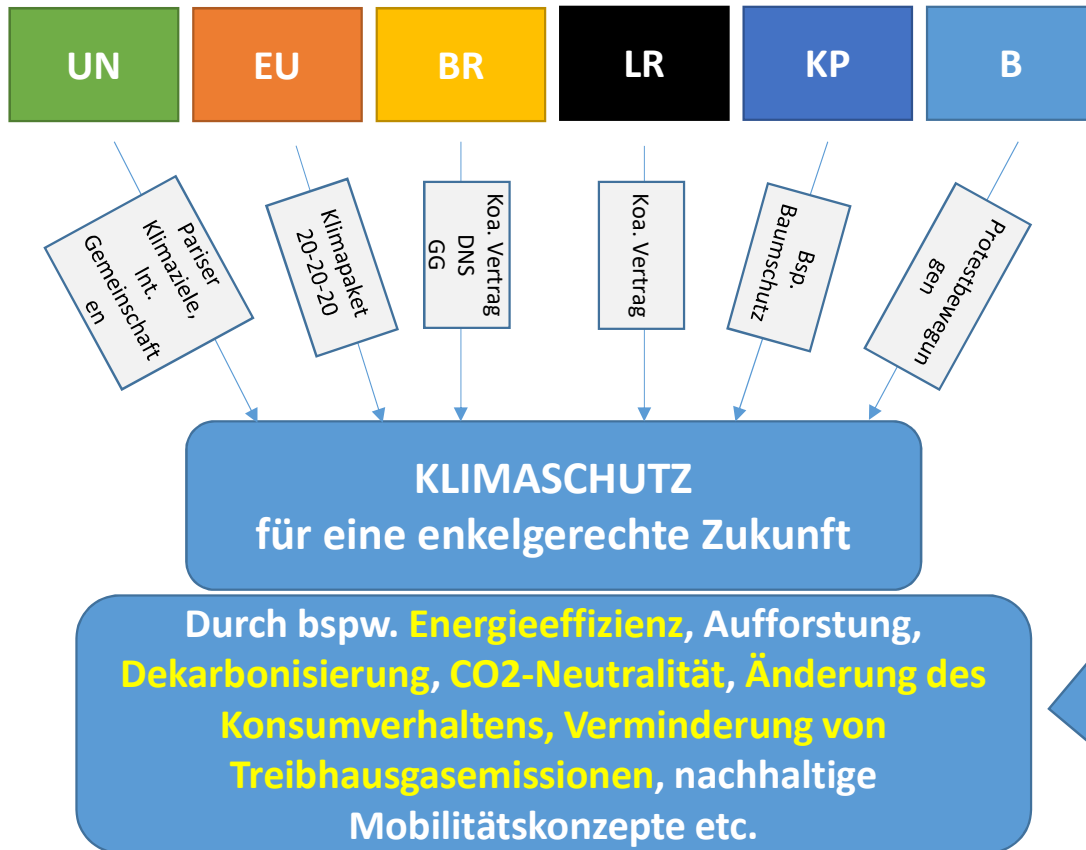 UN
EU
BR
LR
KP
B
Pariser
Klimaziele,
Int.
Gemeinschaft
en
Klimapaket
20-20-20
Koa. Vertrag
DNS
GG
Koa. Vertrag
Bsp.
Baumschutz
Protestbewegun
gen
KLIMASCHUTZ
für eine enkelgerechte Zukunft
Durch bspw. Energieeffizienz, Aufforstung,
Dekarbonisierung, CO2-Neutralität, Änderung des
Konsumverhaltens, Verminderung von
Treibhausgasemissionen, nachhaltige
Mobilitätskonzepte etc.